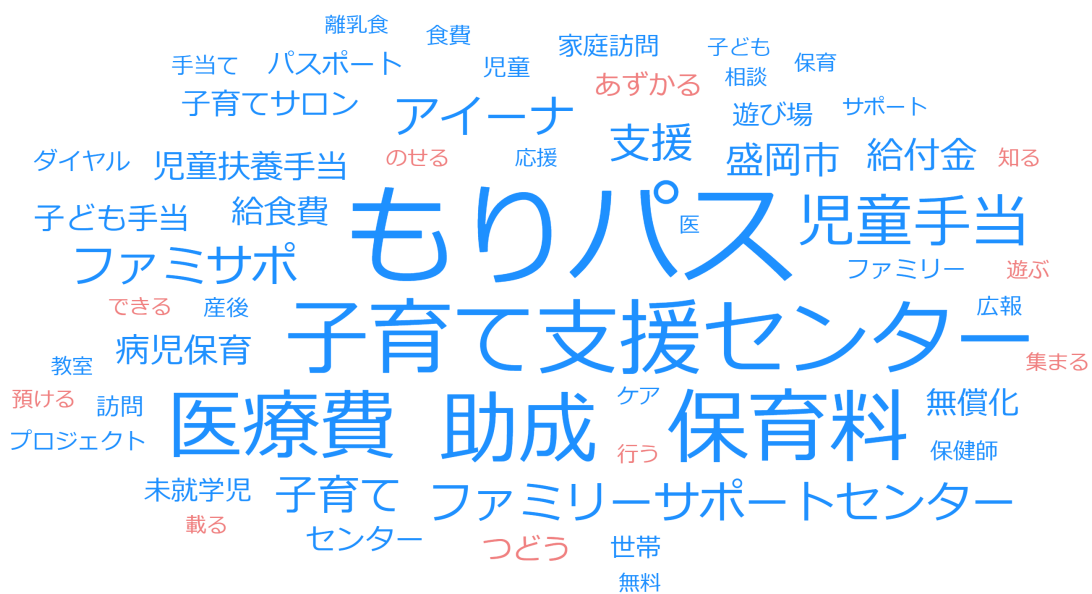 離乳食
食費
家庭訪問
子ども
手当て
パスポート
児童
相談
保育
あずかる
子育てサロン
アイーナ
遊び場
サポート
支援
ダイヤル
児童扶養手当
のせる
応援
盛岡市
給付金
知る
子ども手当
給食費
もりパス
医
児童手当
ファミサポ
ファミリー
遊ぶ
できる
産後
子育て支援センター
広報
教室
病児保育
集まる
預ける
訪問
医療費
助成
ケア
保育料
無償化
プロジェクト
行う
保健師
未就学児
子育て
ファミリーサポートセンター
載る
センター
つどう
世帯
無料